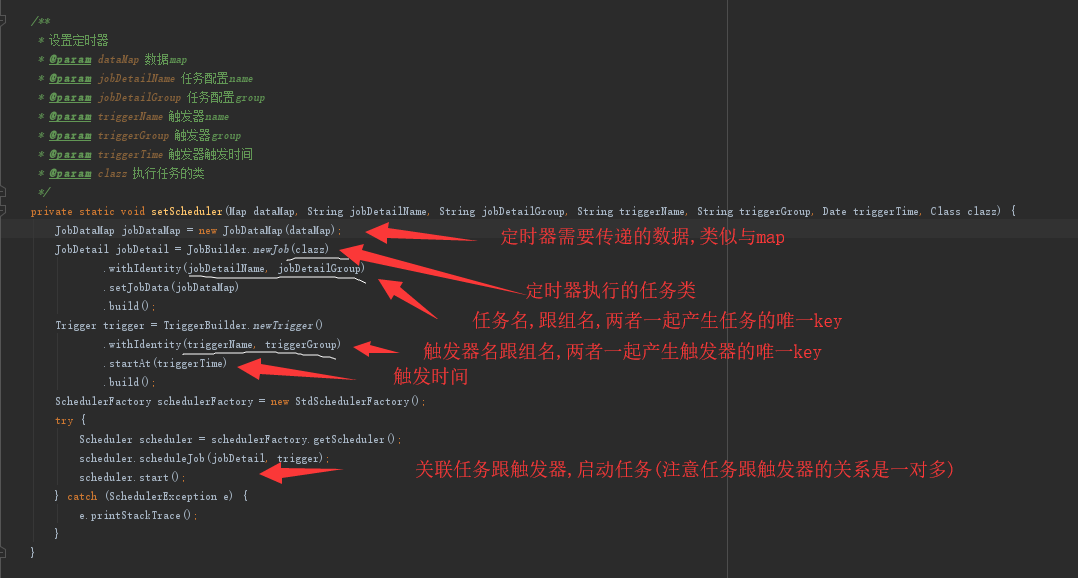 /**
* 设置定时器
* @param dataMap 数据map
* @param jobDetailName 任务配置name
* @param jobDetailGroup 任务配置group
* @param triggerName 触发器name
* @param triggerGroup 触发器group
* @param triggerTime 触发器触发时间
* @param clazz 执行任务的类
*/
private static void setScheduler(Map dataMap, String jobDetailName, String jobDetailGroup, String triggerName, String triggerGroup, Date triggerTime, Class clazz) {
JobDataMap jobDataMap = new JobDataMap(dataMap);
定时器需要传递的数据,类似与map
JobDetail jobDetail = JobBuilder.newJob(clazz)
.withIdentity(jobDetailName, jobDetailGroup)
.setJobData(jobDataMap)
定时器执行的任务类
.build();
任务名,跟组名,两者一起产生任务的唯一key
Trigger trigger = TriggerBuilder.newTrigger()
.withIdentity(triggerName, triggerGroup)
触发器名跟组名,两者一起产生触发器的唯一key
.startAt(triggerTime)
触发时间
.build();
SchedulerFactory schedulerFactory = new StdSchedulerFactory();
try {
Scheduler scheduler = schedulerFactory.getScheduler();
scheduler.scheduleJob(jobDetail, trigger);
关联任务跟触发器,启动任务(注意任务跟触发器的关系是一对多)
scheduler.start();
} catch (SchedulerException e) {
e.printStackTrace();
}
}